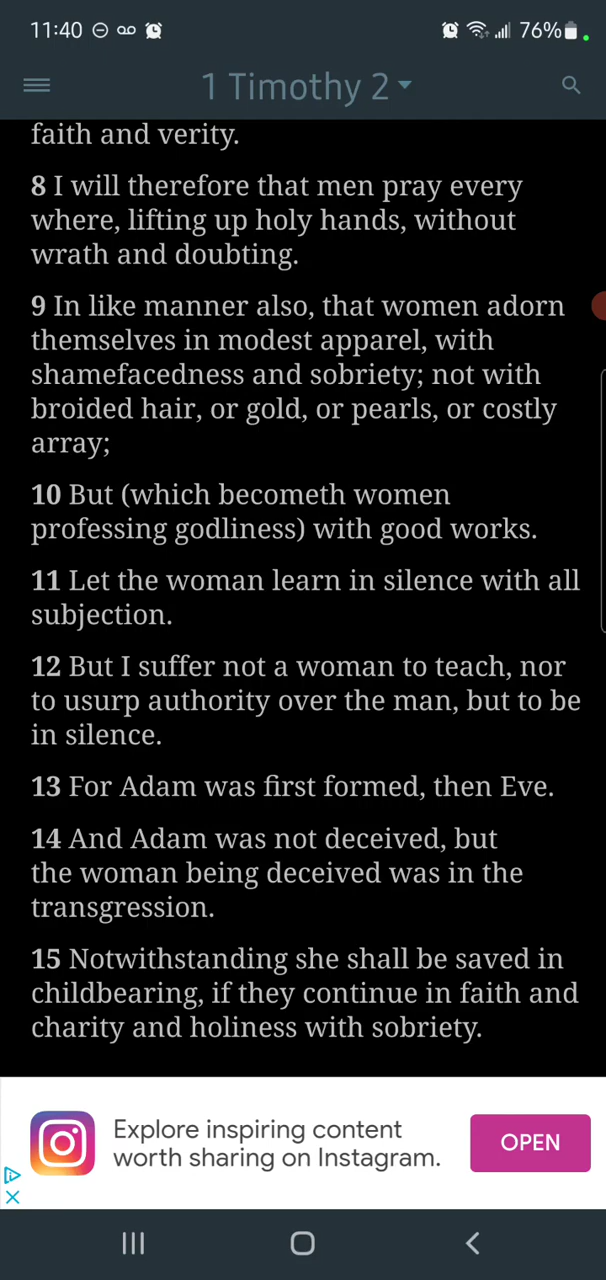 11:40 76%
1 Timothy 2
faith and verity.
8 I will therefore that men pray every
where, lifting up holy hands, without
wrath and doubting.
9 In like manner also, that women adorn
themselves in modest apparel, with
shamefacedness and sobriety; not with
broided hair, or gold, or pearls, or costly
array;
10 But (which becometh women
professing godliness) with good works.
11 Let the woman learn in silence with all
subjection.
12 But I suffer not a woman to teach, nor
to usurp authority over the man, but to be
in silence.
13 For Adam was first formed, then Eve.
14 And Adam was not deceived, but
the woman being deceived was in the
transgression.
15 Notwithstanding she shall be saved in
childbearing, if they continue in faith and
charity and holiness with sobriety.
Explore inspiring content
worth sharing on Instagram.
OPEN